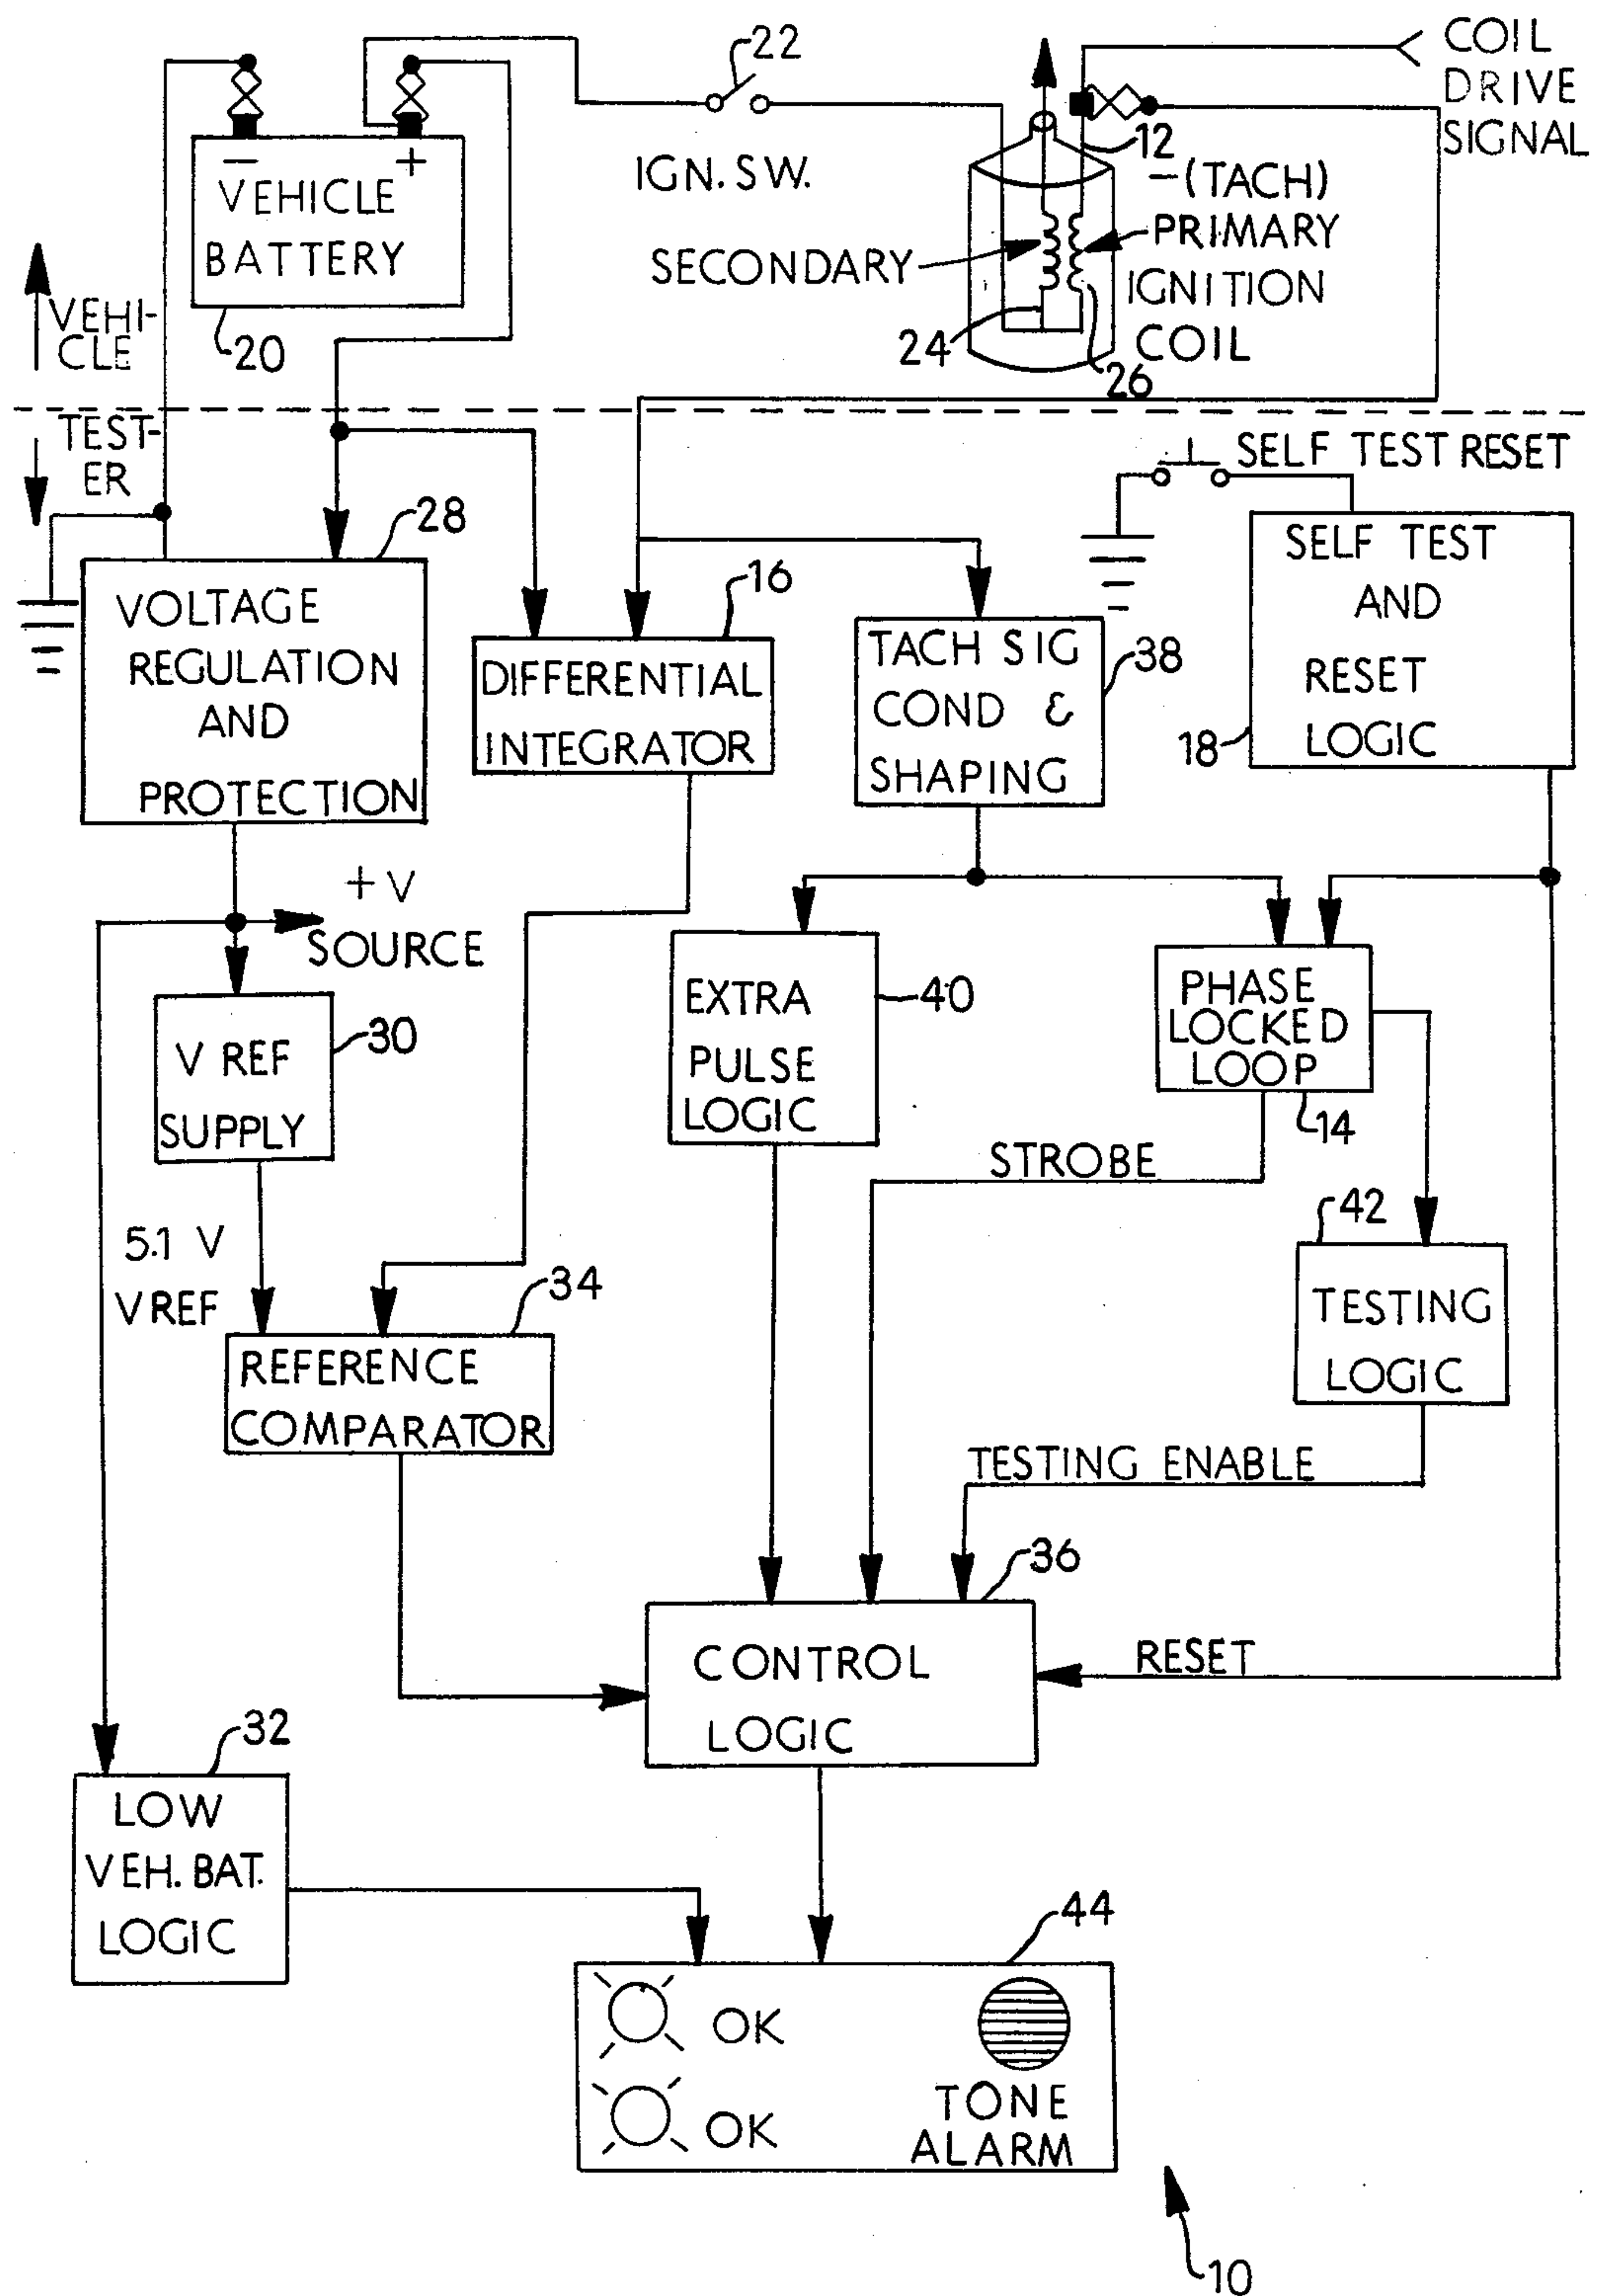 COIL
DRIVE
SIGNAL
22
IGN. SW.
12
-(TACH)
PRIMARY
IGNITION
COIL
SECONDARY
24
26
- +
VEHICLE
BATTERY
20
VEHI-
CLE
TEST-
ER
SELF TEST RESET
28
VOLTAGE
REGULATION
AND
PROTECTION
16
DIFFERENTIAL
INTEGRATOR
TACH SIG
COND &
SHAPING
38
SELF TEST
AND
RESET
LOGIC
18
+V
SOURCE
V REF
SUPPLY
30
EXTRA
PULSE
LOGIC
40
PHASE
LOCKED
LOOP
14
STROBE
5.1 V
VREF
42
TESTING
LOGIC
34
REFERENCE
COMPARATOR
TESTING ENABLE
36
CONTROL
LOGIC
RESET
32
LOW
VEH. BAT.
LOGIC
44
OK
OK
TONE
ALARM
10